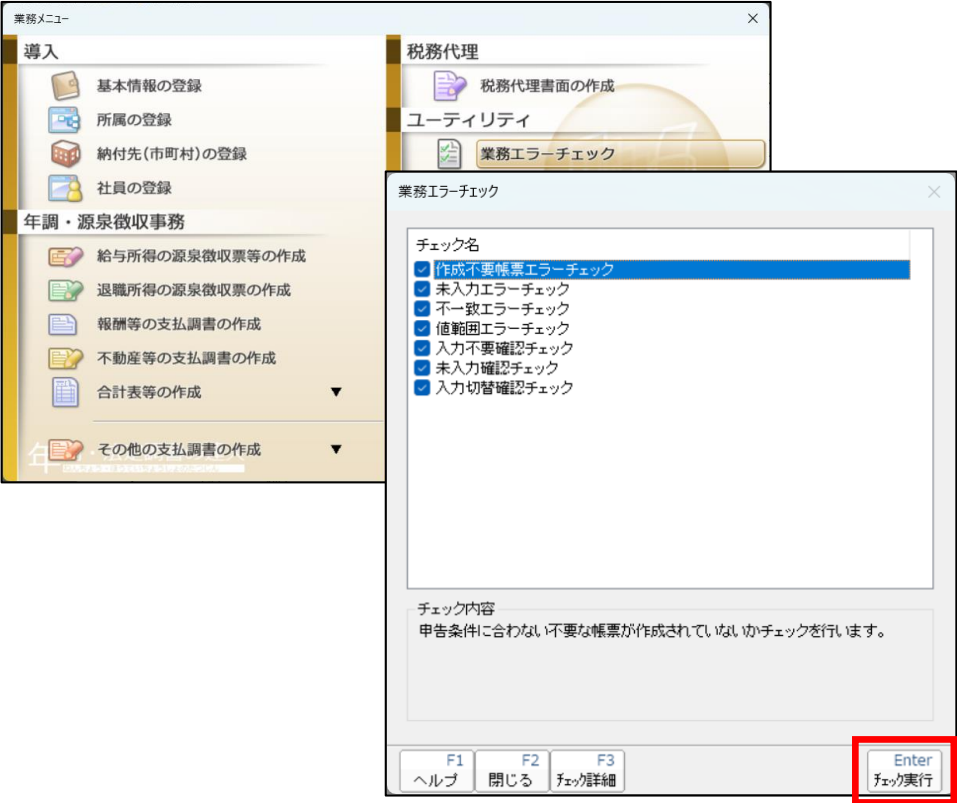 業務メニュー
導入
基本情報の登録
所属の登録
納付先(市町村)の登録
社員の登録
年調・源泉徴収事務
給与所得の源泉徴収票等の作成
退職所得の源泉徴収票の作成
報酬等の支払調書の作成
不動産等の支払調書の作成
合計表等の作成 ▼
その他の支払調書の作成 ▼
税務代理
税務代理書面の作成
ユーティリティ
業務エラーチェック
業務エラーチェック
チェック名
作成不要帳票エラーチェック
未入力エラーチェック
不一致エラーチェック
値範囲エラーチェック
入力不要確認チェック
未入力確認チェック
入力切替確認チェック
チェック内容
申告条件に合わない不要な帳票が作成されていないかチェックを行います。
F1
ヘルプ
F2
閉じる
F3
チェック詳細
Enter
チェック実行